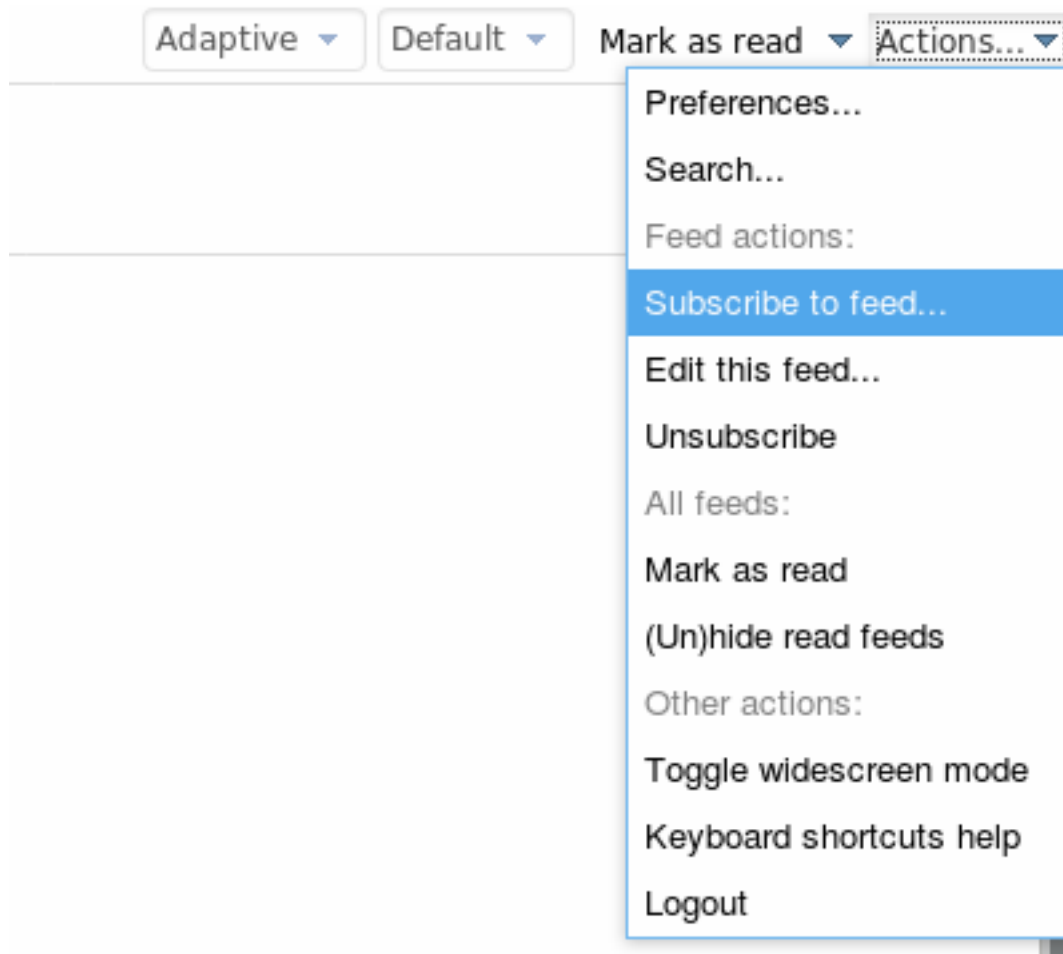 Adaptive Default Mark as read Actions...
Preferences...
Search...
Feed actions:
Subscribe to feed...
Edit this feed...
Unsubscribe
All feeds:
Mark as read
(Un)hide read feeds
Other actions:
Toggle widescreen mode
Keyboard shortcuts help
Logout